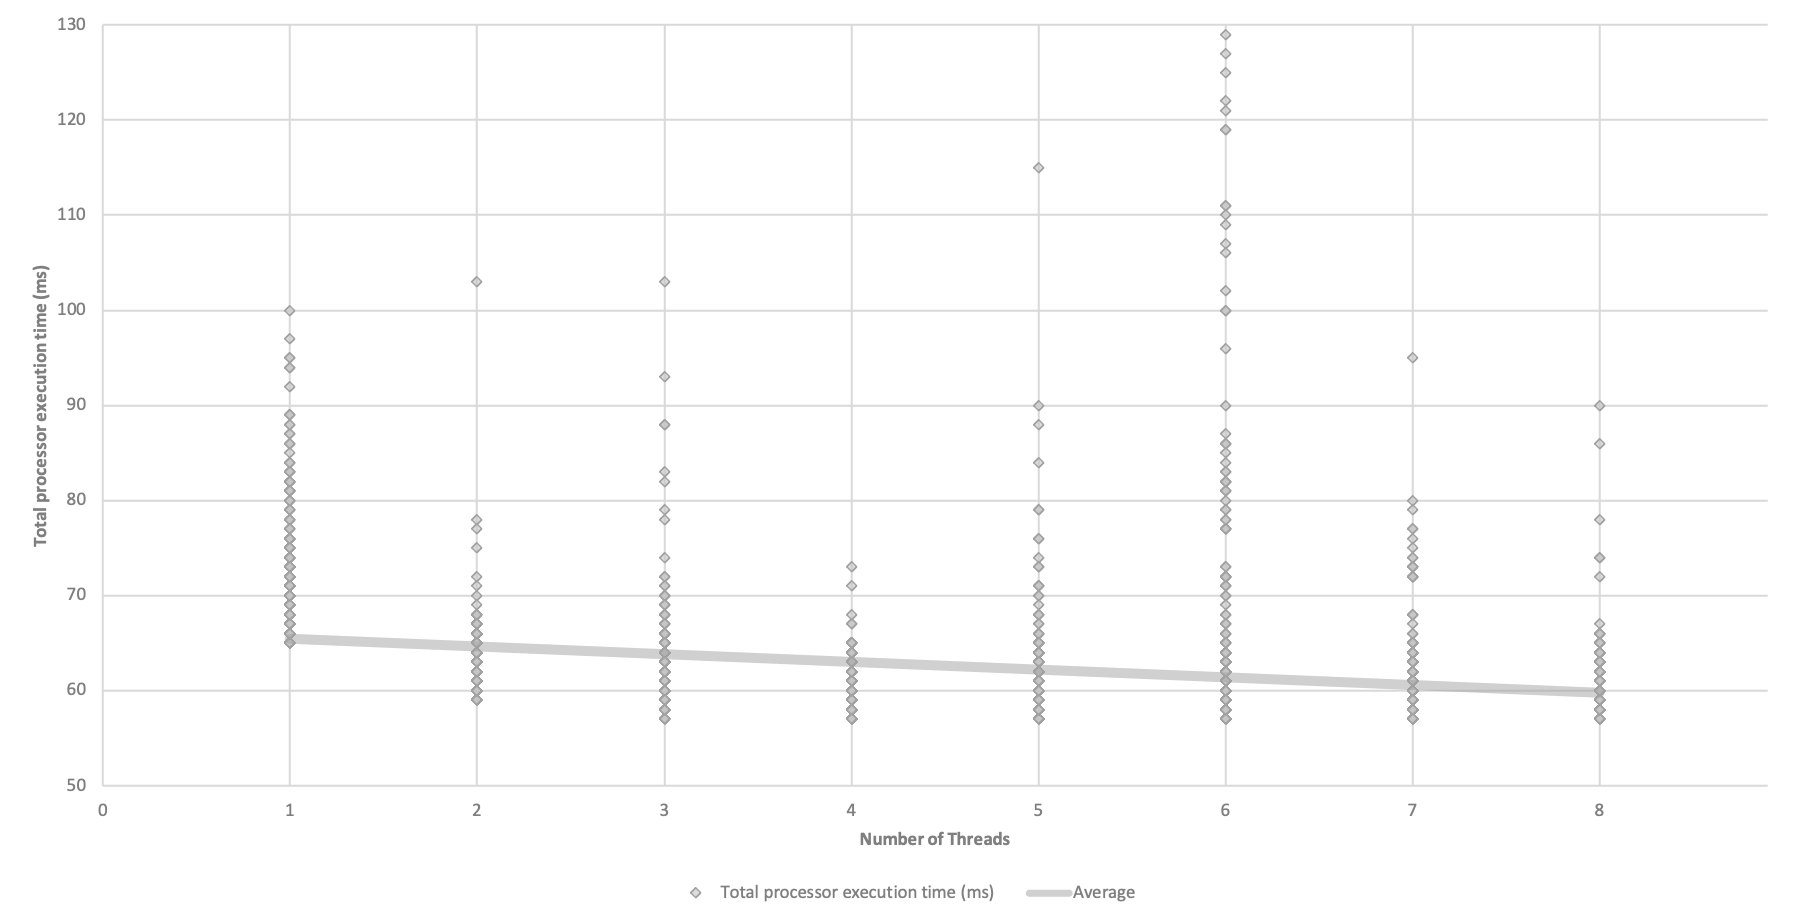 130
120
110
100
90
80
70
60
50
Total processor execution time (ms)
0 1 2 3 4 5 6 7 8
Number of Threads
Total processor execution time (ms) Average